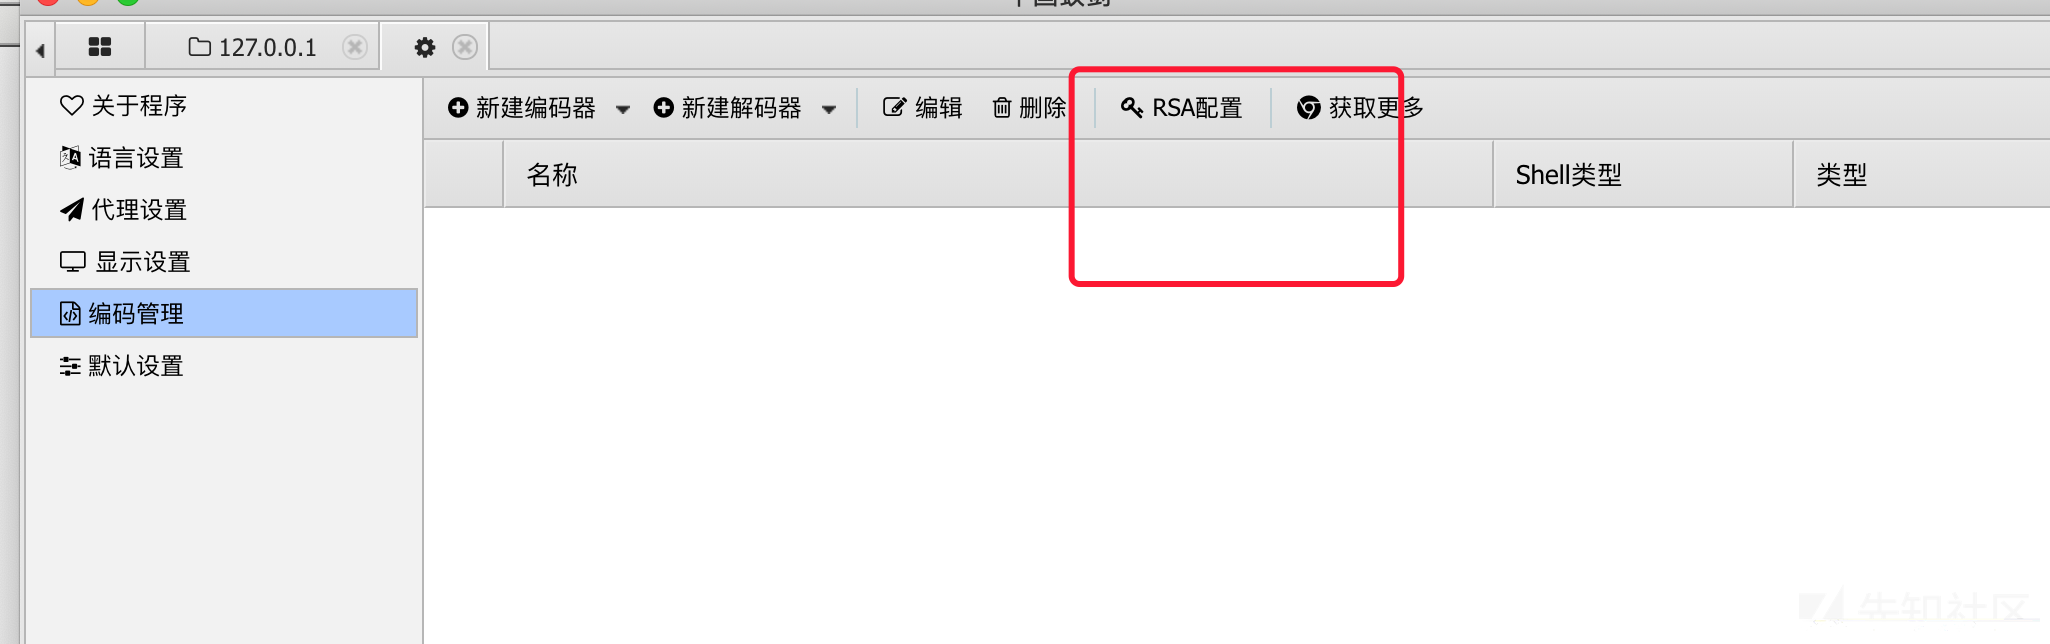 127.0.0.1
关于程序
语言设置
代理设置
显示设置
编码管理
默认设置
新建编码器 新建解码器 编辑 删除 RSA配置 获取更多
名称 Shell类型 类型
先知社区